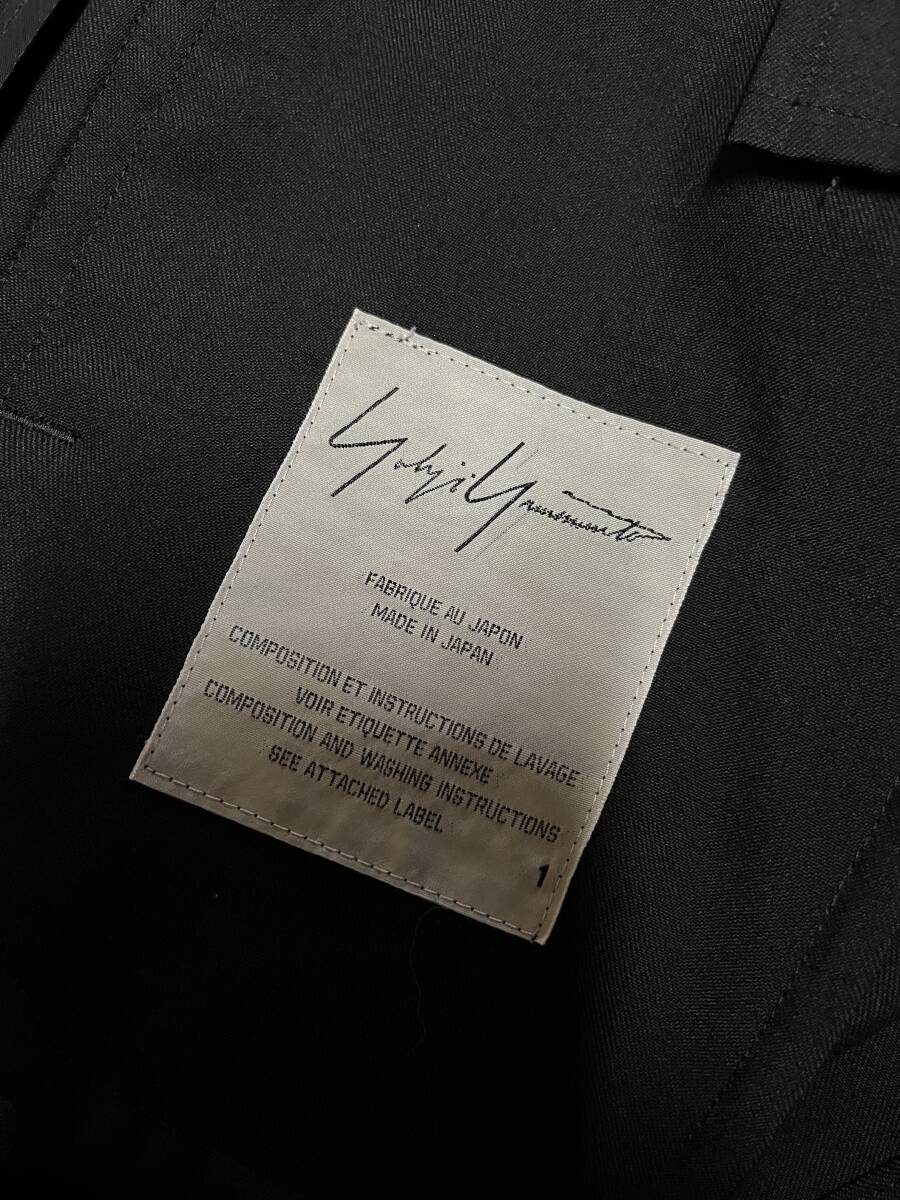 Yohji Yamamoto
FABRIQUE AU JAPON
MADE IN JAPAN
COMPOSITION ET INSTRUCTIONS DE LAVAGE
VOIR ETIQUETTE ANNEXE
COMPOSITION AND WASHING INSTRUCTIONS
SEE ATTACHED LABEL
1